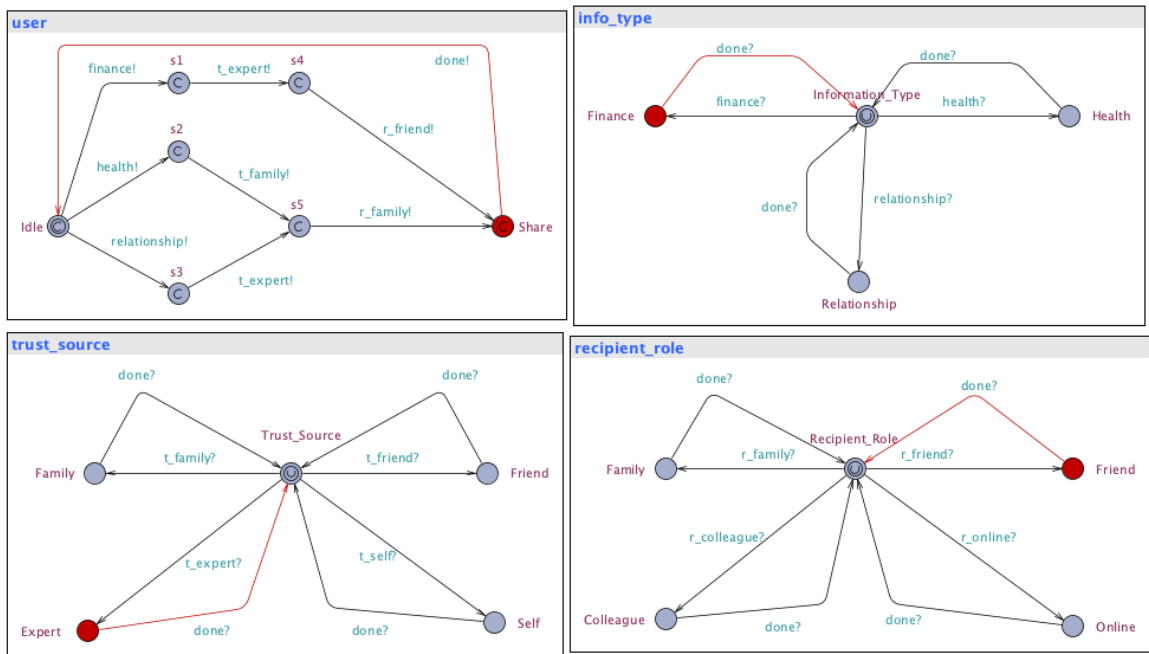 user
s1
s4
finance!
t_expert!
done!
s2
r_friend!
health!
t_family!
s5
Idle
r_family!
Share
relationship!
s3
t_expert!
info_type
done?
done?
Information_Type
Finance
finance?
health?
Health
done?
relationship?
Relationship
trust_source
done?
done?
Trust_Source
Family
t_family?
t_friend?
Friend
t_expert?
t_self?
Expert
done?
done?
Self
recipient_role
done?
done?
Recipient_Role
Family
r_family?
r_friend?
Friend
r_colleague?
r_online?
Colleague
done?
done?
Online